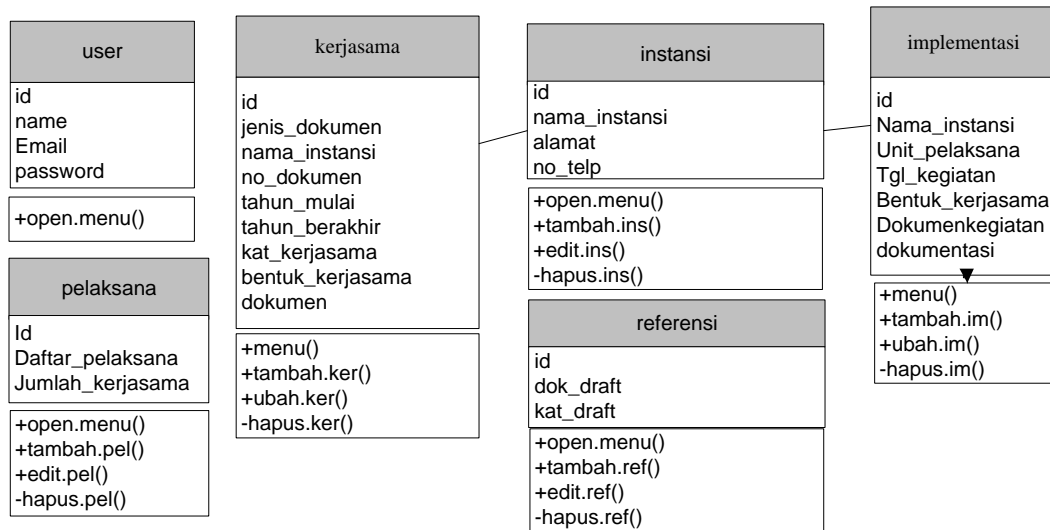 user
id
name
Email
password
+open.menu()
pelaksana
Id
Daftar_pelaksana
Jumlah_kerjasama
+open.menu()
+tambah.pel()
+edit.pel()
-hapus.pel()
kerjasama
id
jenis_dokumen
nama_instansi
no_dokumen
tahun_mulai
tahun_berakhir
kat_kerjasama
bentuk_kerjasama
dokumen
+menu()
+tambah.ker()
+ubah.ker()
-hapus.ker()
instansi
id
nama_instansi
alamat
no_telp
+open.menu()
+tambah.ins()
+edit.ins()
-hapus.ins()
referensi
id
dok_draft
kat_draft
+open.menu()
+tambah.ref()
+edit.ref()
-hapus.ref()
implementasi
id
Nama_instansi
Unit_pelaksana
Tgl_kegiatan
Bentuk_kerjasama
Dokumenkegiatan
dokumentasi
+menu()
+tambah.im()
+ubah.im()
-hapus.im()